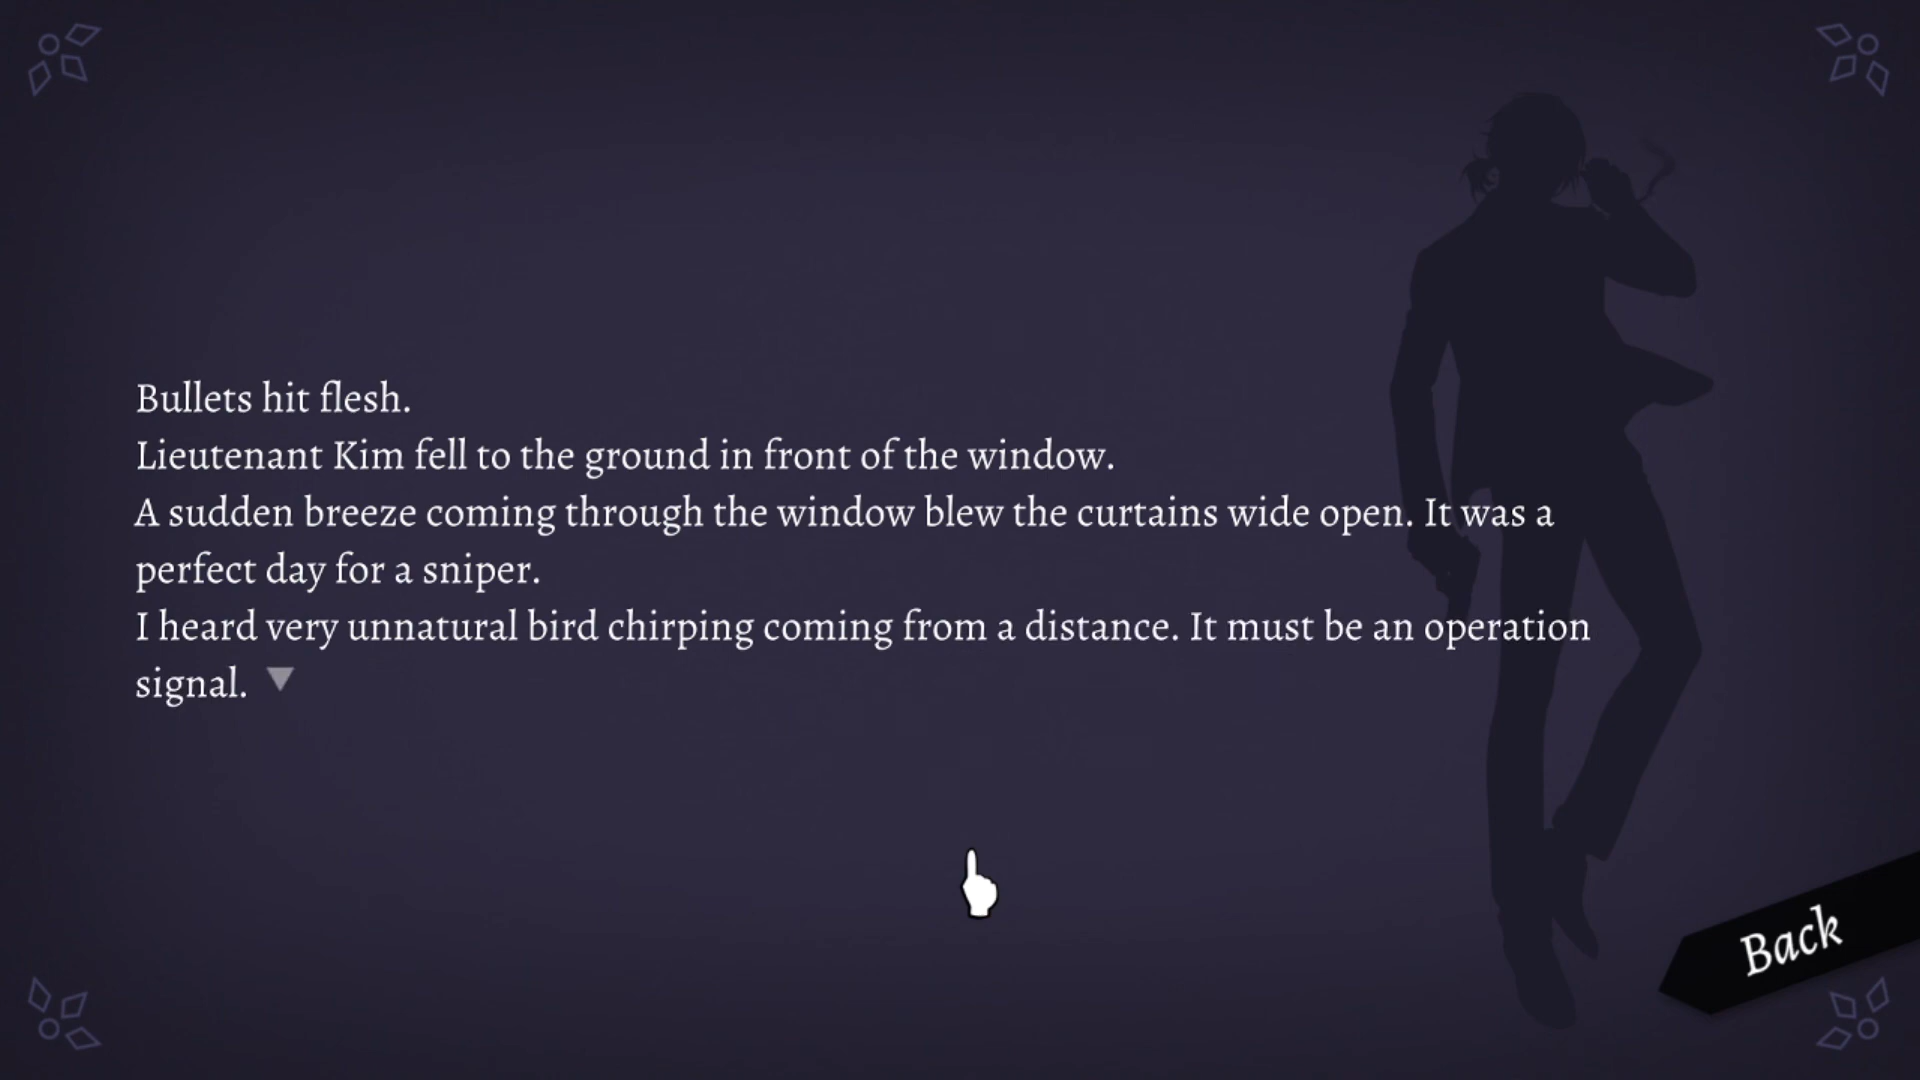 Bullets hit flesh.
Lieutenant Kim fell to the ground in front of the window.
A sudden breeze coming through the window blew the curtains wide open. It was a
perfect day for a sniper.
I heard very unnatural bird chirping coming from a distance. It must be an operation
signal.
Back